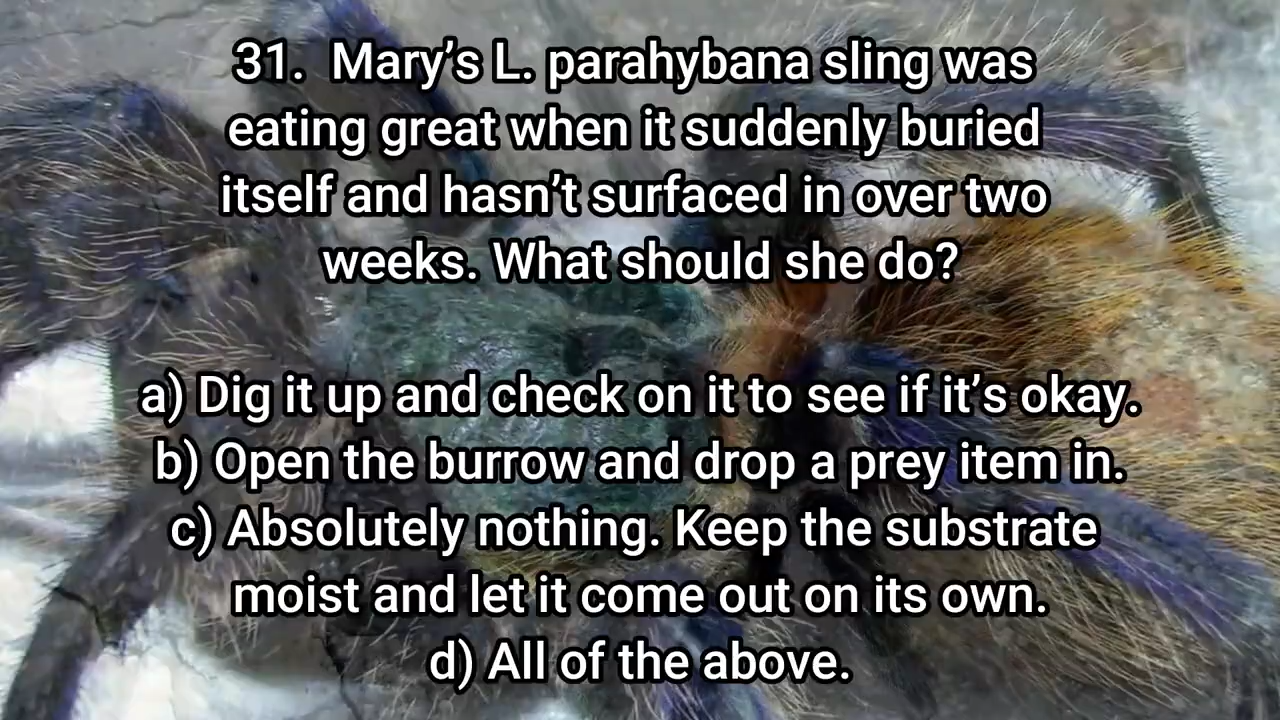 31.  Mary’s L. parahybana sling was
eating great when it suddenly buried
itself and hasn’t surfaced in over two
weeks. What should she do?
a) Dig it up and check on it to see if it’s okay.
b) Open the burrow and drop a prey item in.
c) Absolutely nothing. Keep the substrate
moist and let it come out on its own.
d) All of the above.